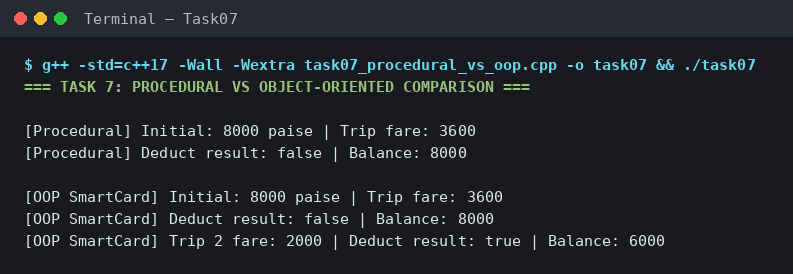 Terminal — Task07
$ g++ -std=c++17 -Wall -Wextra task07_procedural_vs_oop.cpp -o task07 && ./task07
=== TASK 7: PROCEDURAL VS OBJECT-ORIENTED COMPARISON ===
[Procedural] Initial: 8000 paise | Trip fare: 3600
[Procedural] Deduct result: false | Balance: 8000
[OOP SmartCard] Initial: 8000 paise | Trip fare: 3600
[OOP SmartCard] Deduct result: false | Balance: 8000
[OOP SmartCard] Trip 2 fare: 2000 | Deduct result: true | Balance: 6000